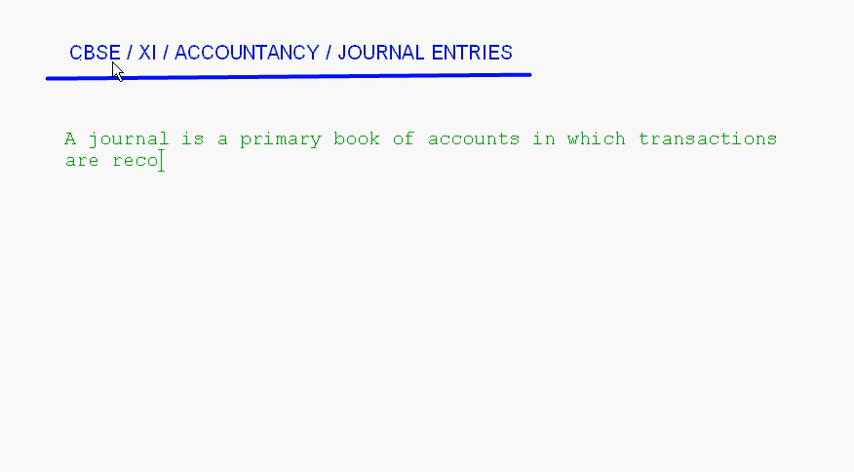 CBSE / XI / ACCOUNTANCY / JOURNAL ENTRIES
A journal is a primary book of accounts in which transactions
are reco